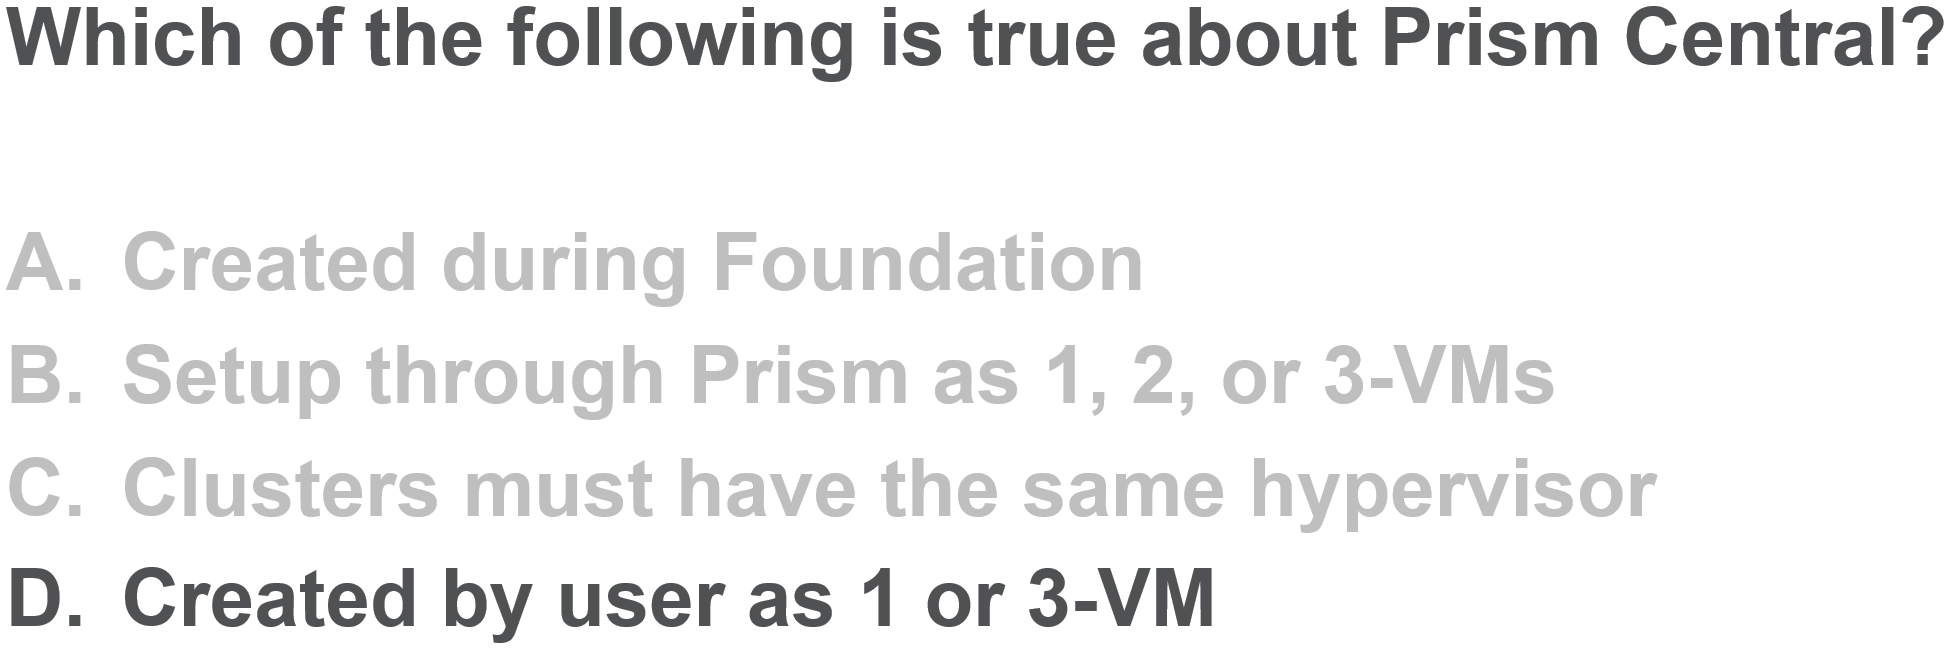 Which of the following is true about Prism Central?
A. Created during Foundation
B. Setup through Prism as 1, 2, or 3-VMs
C. Clusters must have the same hypervisor
D. Created by user as 1 or 3-VM